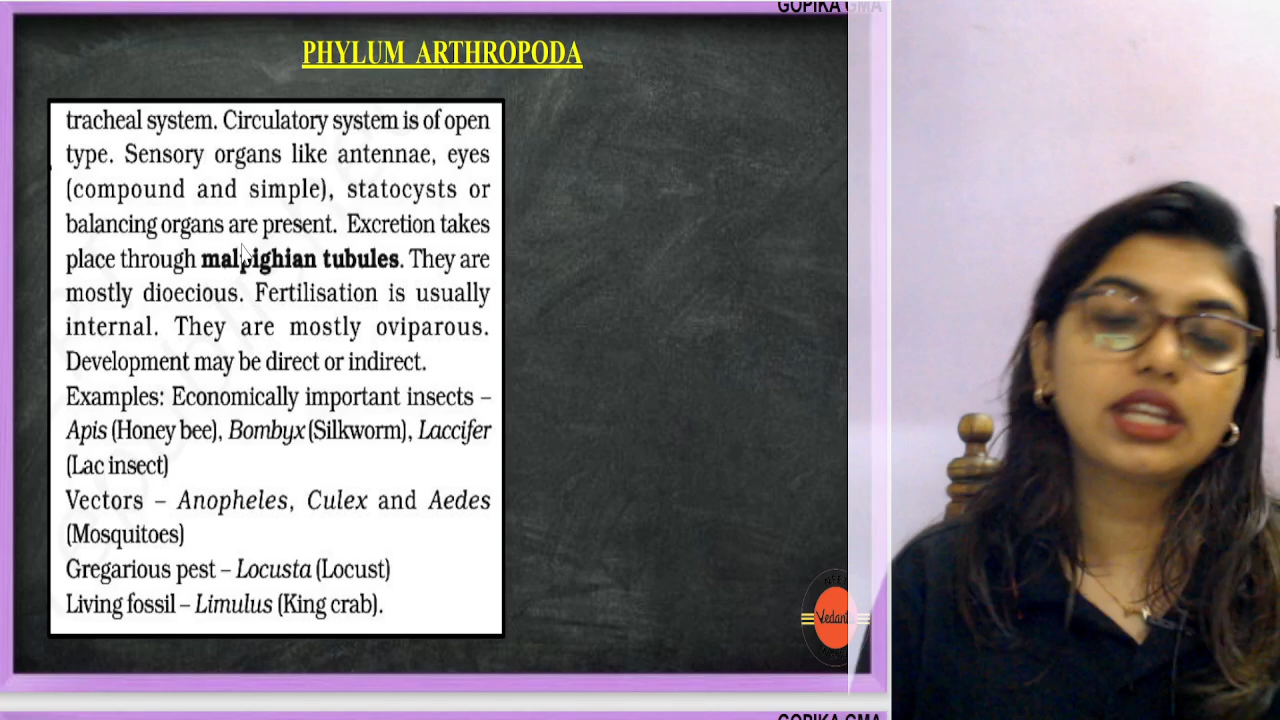 GOPIKA GMA
PHYLUM ARTHROPODA
tracheal system. Circulatory system is of open
type. Sensory organs like antennae, eyes
(compound and simple), statocysts or
balancing organs are present. Excretion takes
place through malpighian tubules. They are
mostly dioecious. Fertilisation is usually
internal. They are mostly oviparous.
Development may be direct or indirect.
Examples: Economically important insects –
Apis (Honey bee), Bombyx (Silkworm), Laccifer
(Lac insect)
Vectors – Anopheles, Culex and Aedes
(Mosquitoes)
Gregarious pest – Locusta (Locust)
Living fossil – Limulus (King crab).
GOPIKA GMA